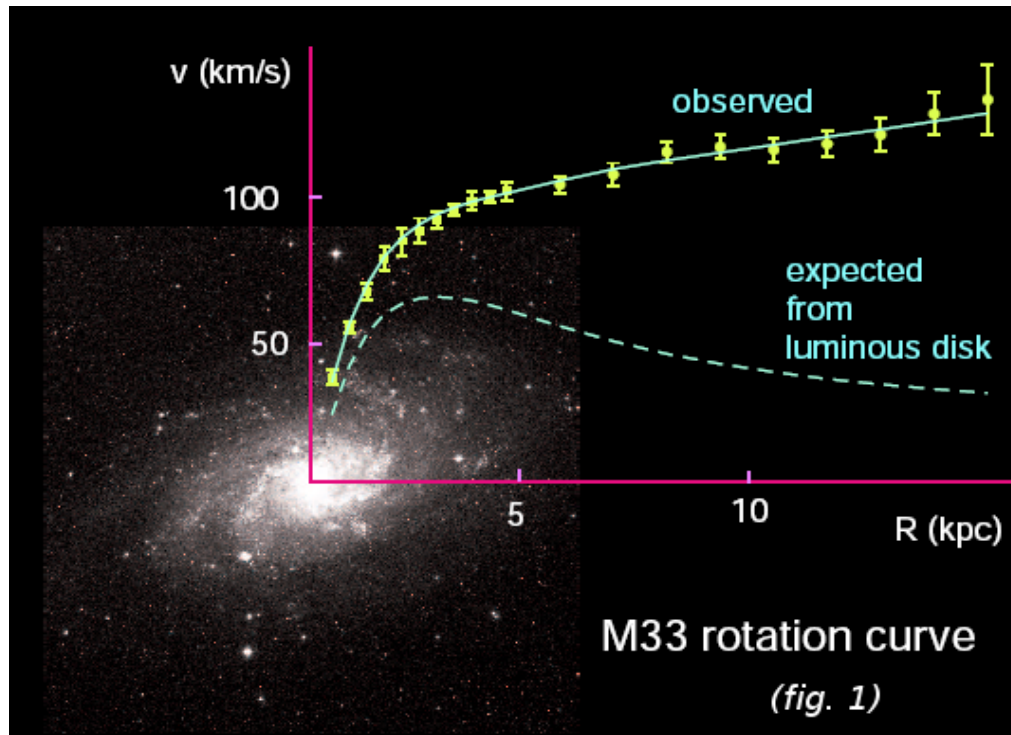 v (km/s)
observed
100
expected
from
luminous disk
50
5
10
R (kpc)
M33 rotation curve
(fig. 1)